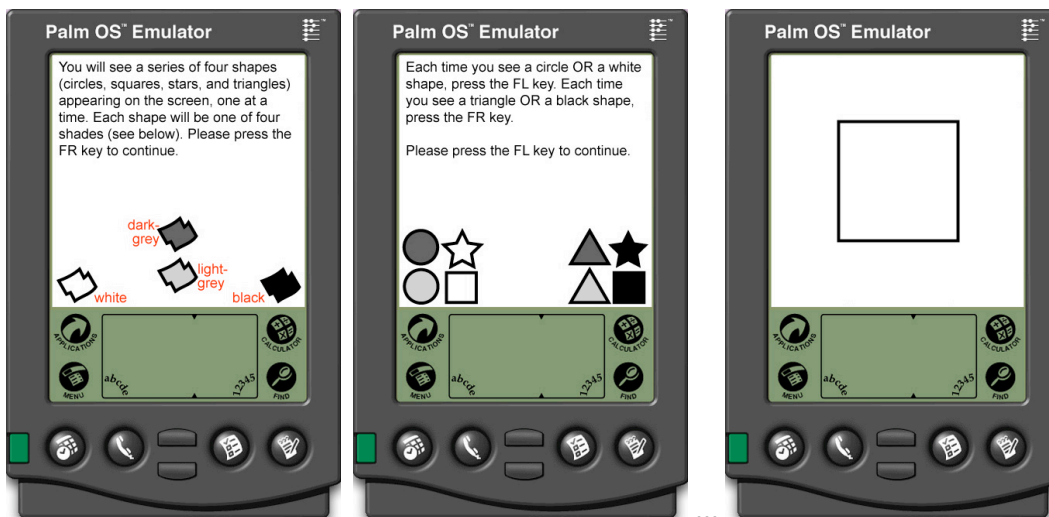 Palm OS™ Emulator
You will see a series of four shapes
(circles, squares, stars, and triangles)
appearing on the screen, one at a
time. Each shape will be one of four
shades (see below). Please press the
FR key to continue.
dark-
grey
light-
grey
white
black
APPLICATIONS
MENU
abcde
12345
CALCULATOR
FIND
Palm OS™ Emulator
Each time you see a circle OR a white
shape, press the FL key. Each time
you see a triangle OR a black shape,
press the FR key.
Please press the FL key to continue.
APPLICATIONS
MENU
abcde
12345
CALCULATOR
FIND
...
Palm OS™ Emulator
APPLICATIONS
MENU
abcde
12345
CALCULATOR
FIND